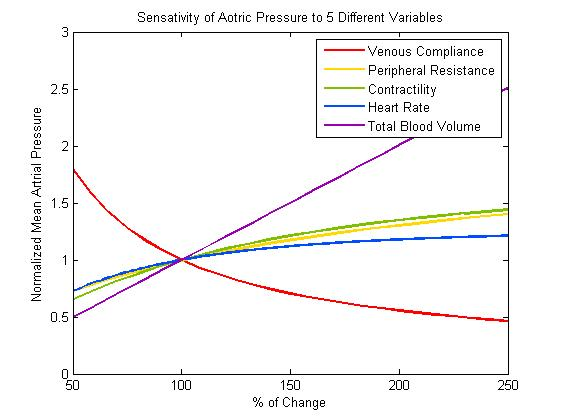 Sensativity of Aotric Pressure to 5 Different Variables
3
2.5
2
1.5
1
0.5
0
Normalized Mean Artrial Pressure
Venous Compliance
Peripheral Resistance
Contractility
Heart Rate
Total Blood Volume
50
100
150
200
250
% of Change